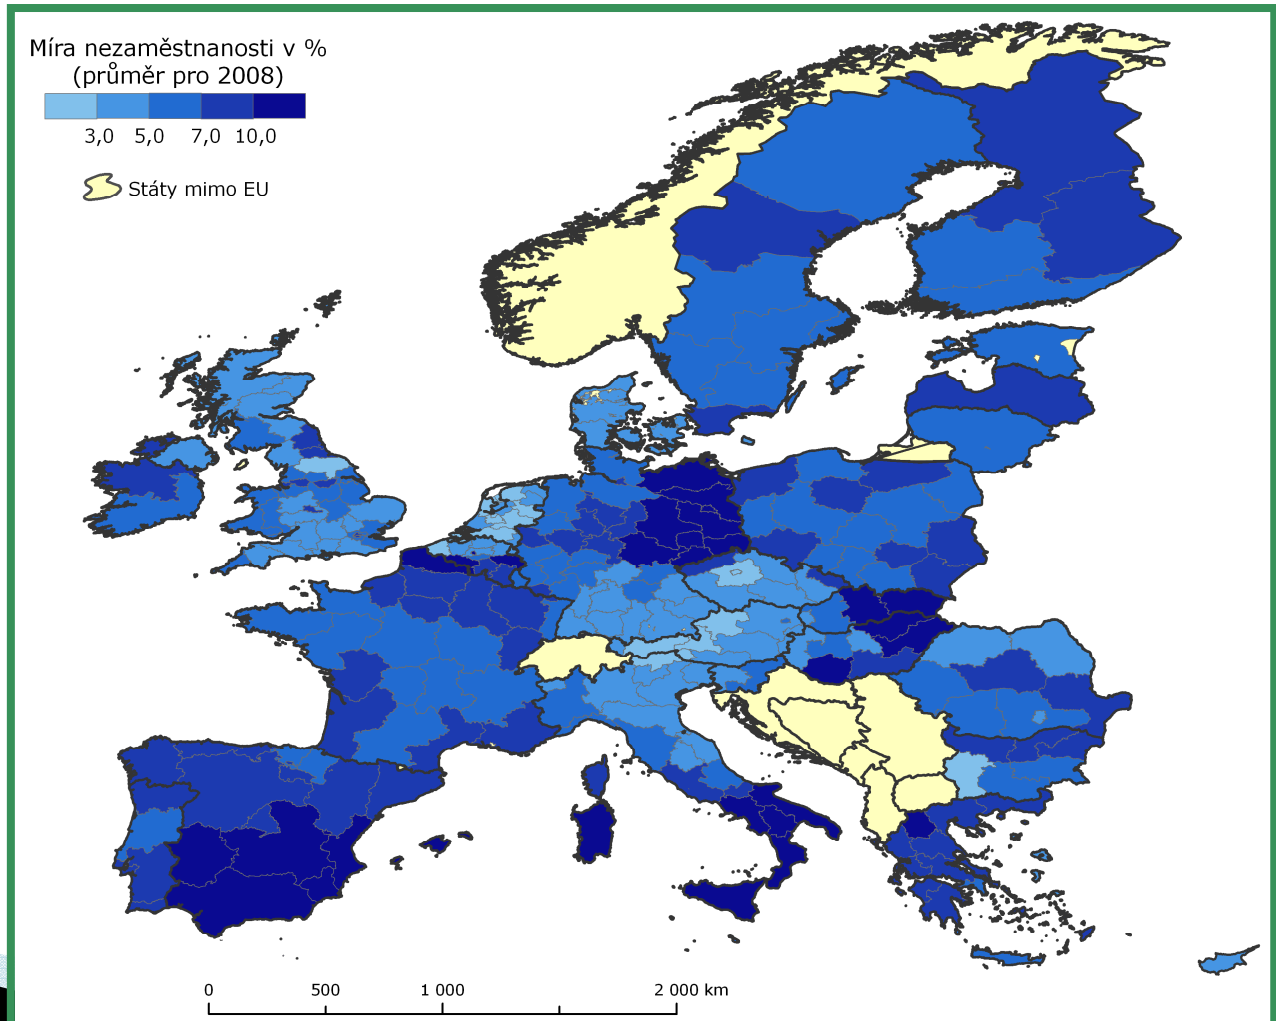 Míra nezaměstnanosti v %
(průměr pro 2008)
3,0 5,0 7,0 10,0
Státy mimo EU
0 500 1 000 2 000 km